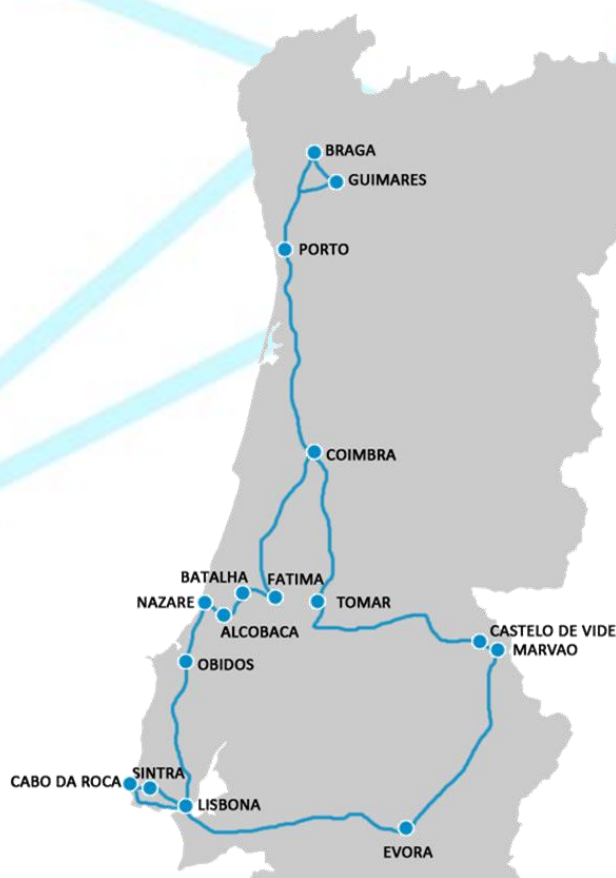 BRAGA
GUIMARES
PORTO
COIMBRA
BATALHA
FATIMA
NAZARE
TOMAR
ALCOBACA
CASTELO DE VIDE
MARVAO
OBIDOS
SINTRA
CABO DA ROCA
LISBONA
EVORA